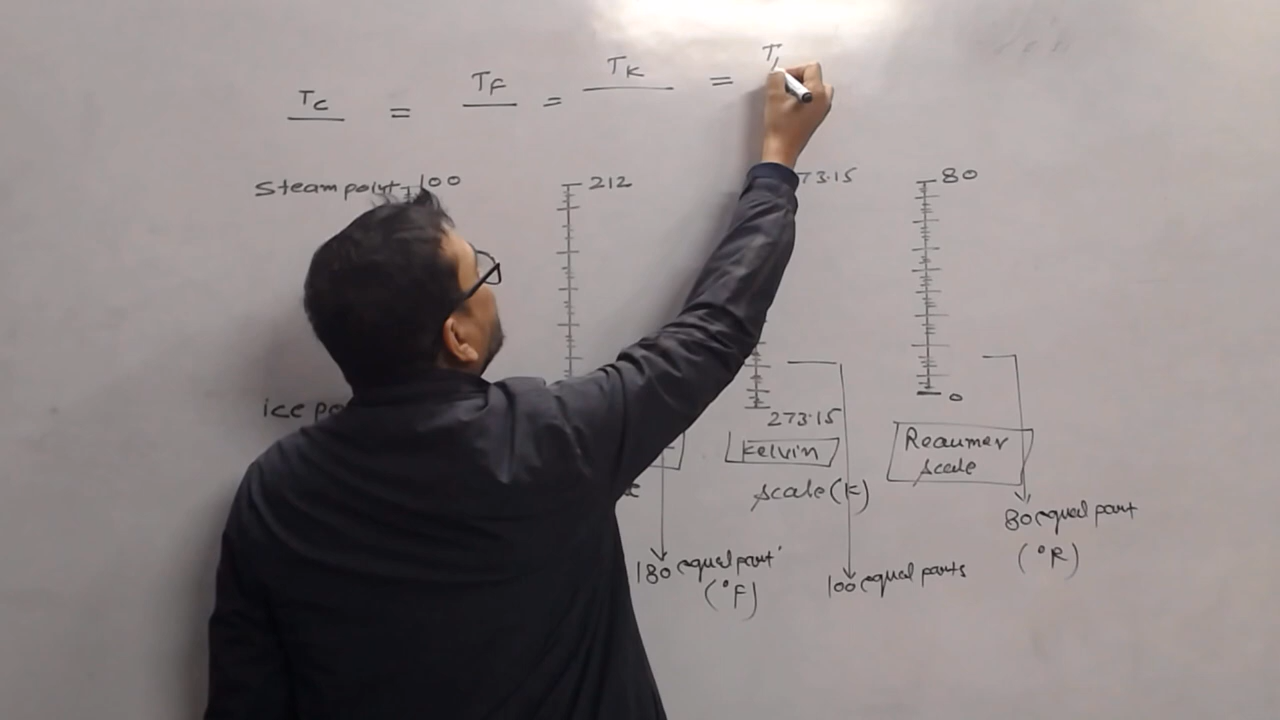 TC = TF = TK = T
Steam point 100
212
73.15
80
ice po
273.15
0
Kelvin
scale (K)
Reaumer
scale
180 equal part
(°F)
100 equal parts
80 equal part
(°R)